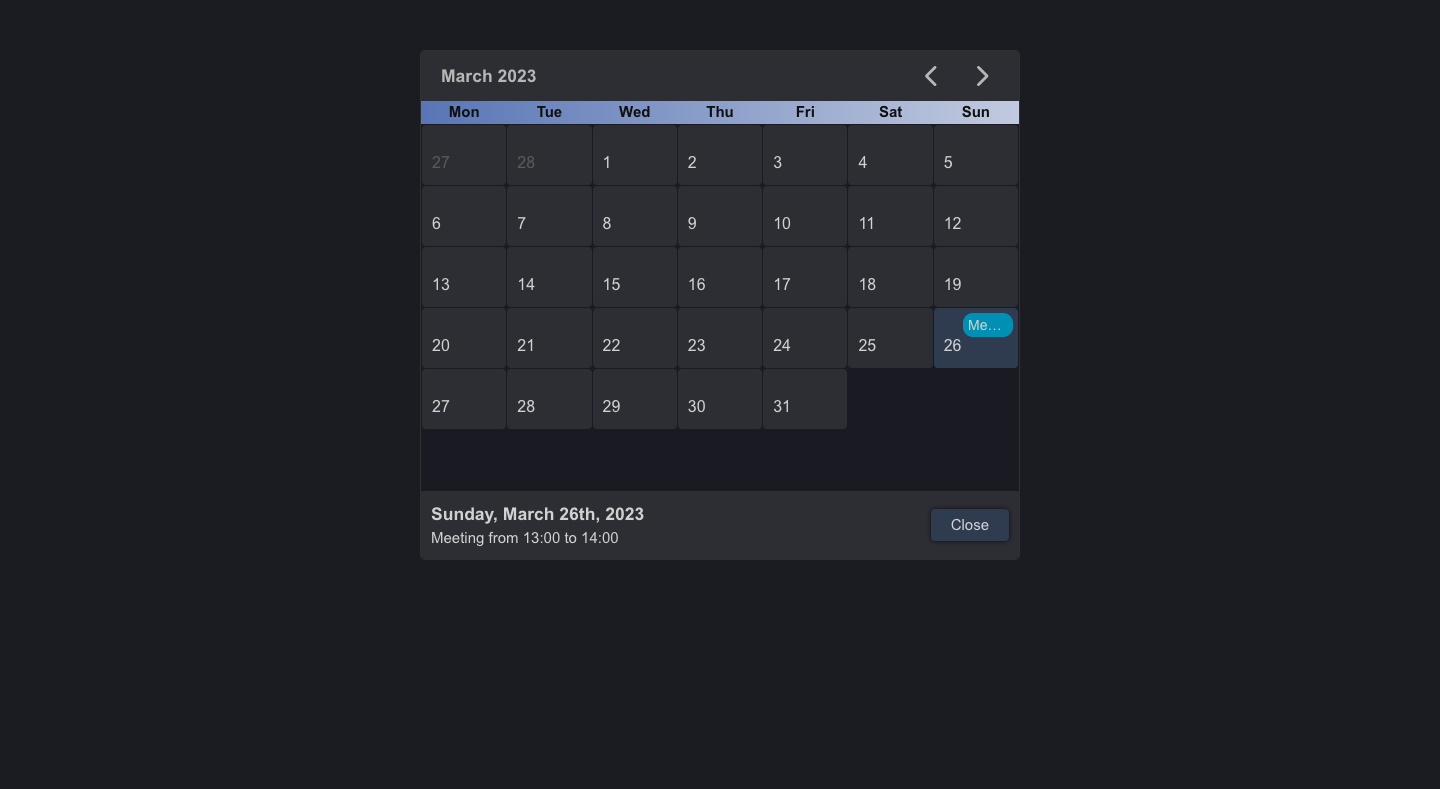 March 2023
Mon Tue Wed Thu Fri Sat Sun
27 28 1 2 3 4 5
6 7 8 9 10 11 12
13 14 15 16 17 18 19
Me...
20 21 22 23 24 25 26
27 28 29 30 31
Sunday, March 26th, 2023
Meeting from 13:00 to 14:00
Close